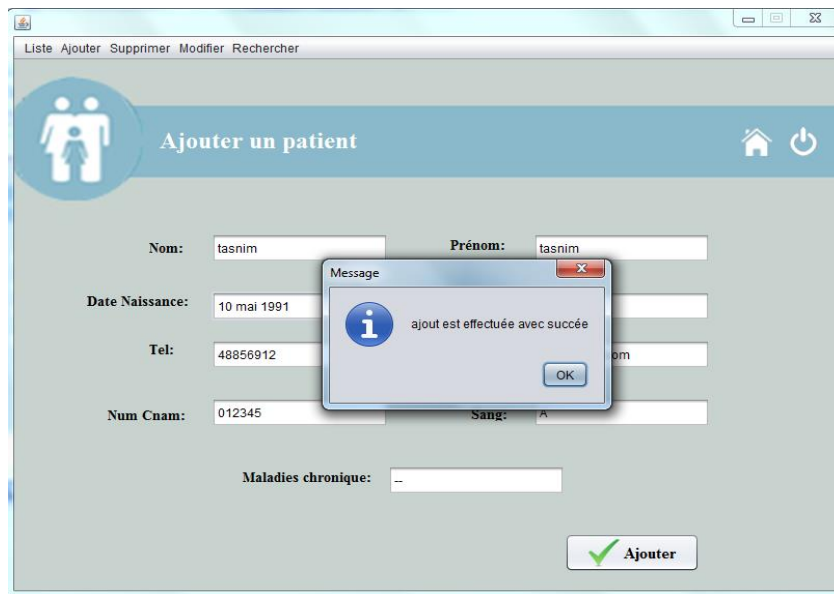 Liste Ajouter Supprimer Modifier Rechercher
Ajouter un patient
Nom: tasnim Prénom: tasnim
Message
Date Naissance: 10 mai 1991
ajout est effectuée avec succée
Tel: 48856912 om
OK
Num Cnam: 012345 Sang: A
Maladies chronique: --
Ajouter